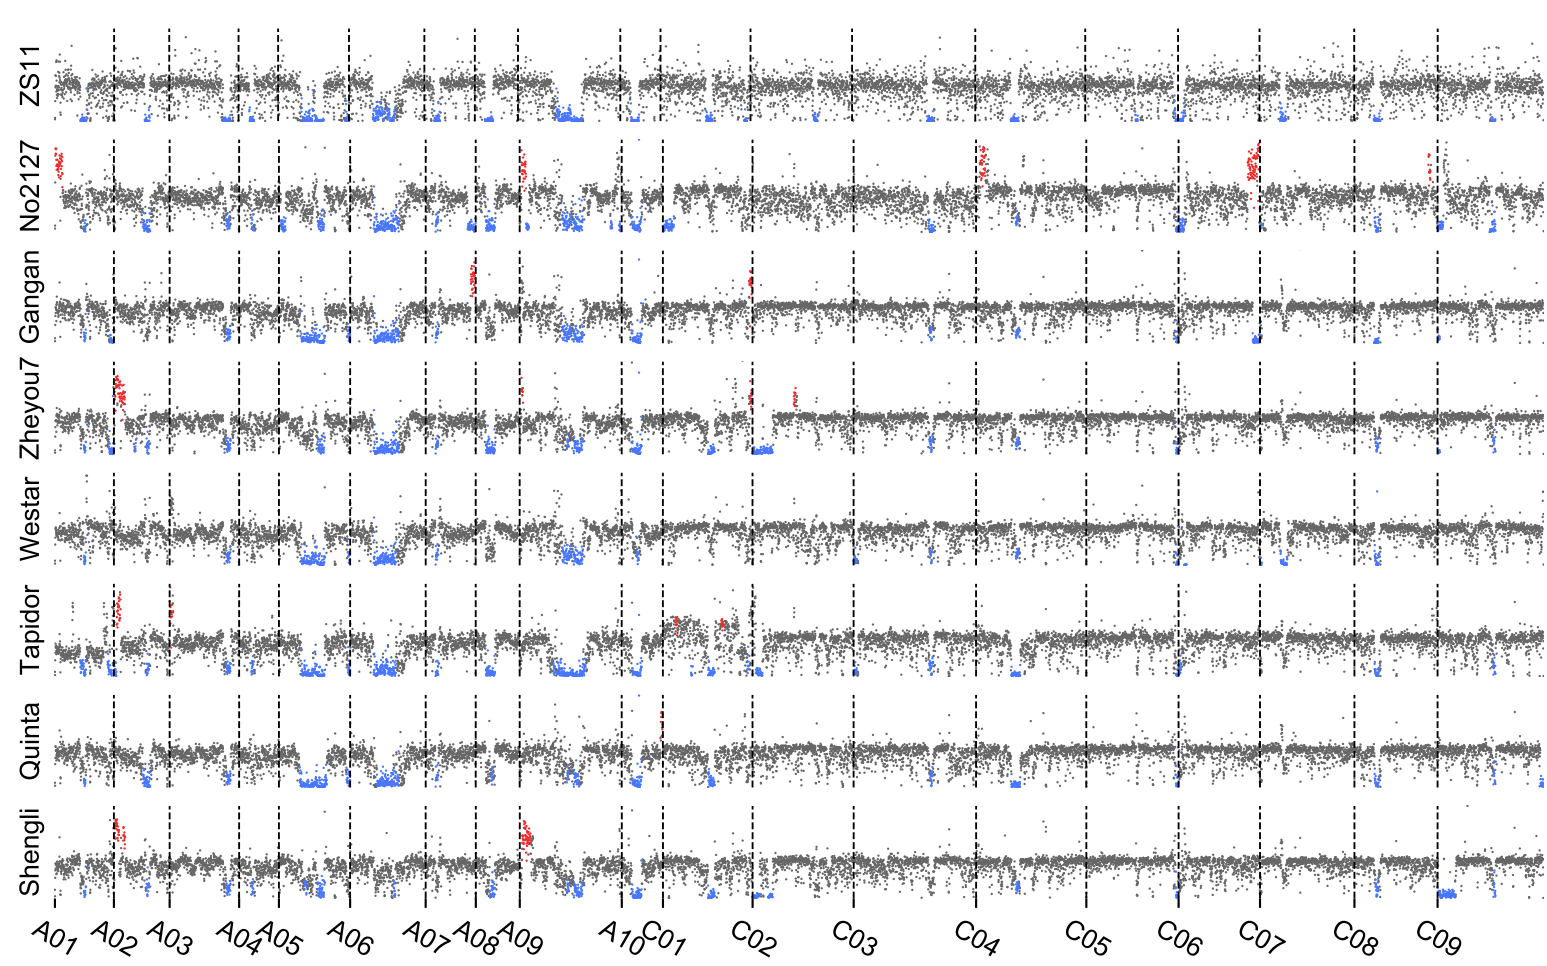 ZS11
No2127
Gangan
Zheyou7
Westar
Tapidor
Quinta
Shengli
A01 A02 A03 A04 A05 A06 A07 A08 A09 A10 C01 C02 C03 C04 C05 C06 C07 C08 C09